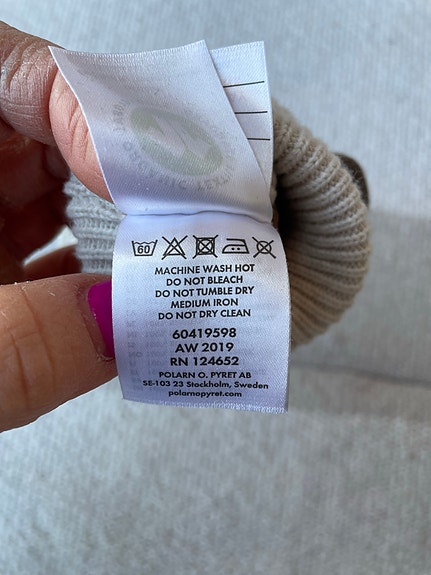 60
MACHINE WASH HOT
DO NOT BLEACH
DO NOT TUMBLE DRY
MEDIUM IRON
DO NOT DRY CLEAN
60419598
AW 2019
RN 124652
POLARN O. PYRET AB
SE-103 23 Stockholm, Sweden
polarnopyret.com